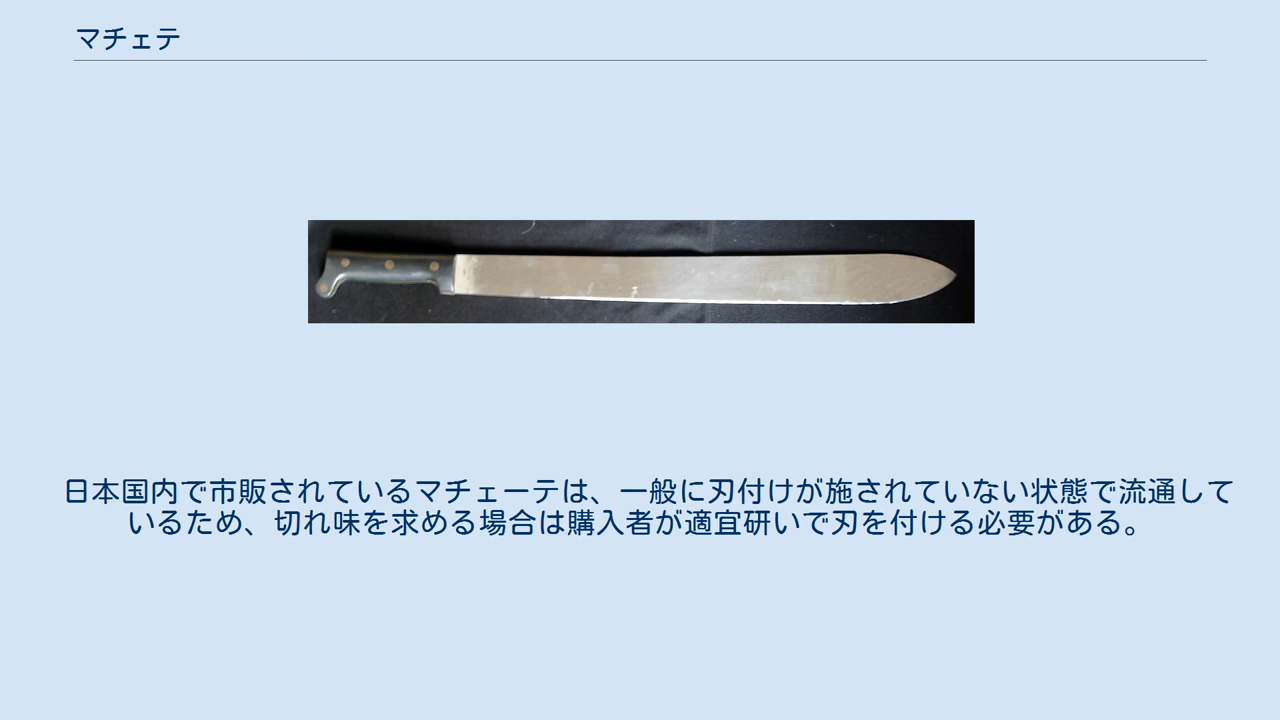 マチェテ
日本国内で市販されているマチェーテは、一般に刃付けが施されていない状態で流通して
いるため、切れ味を求める場合は購入者が適宜研いで刃を付ける必要がある。